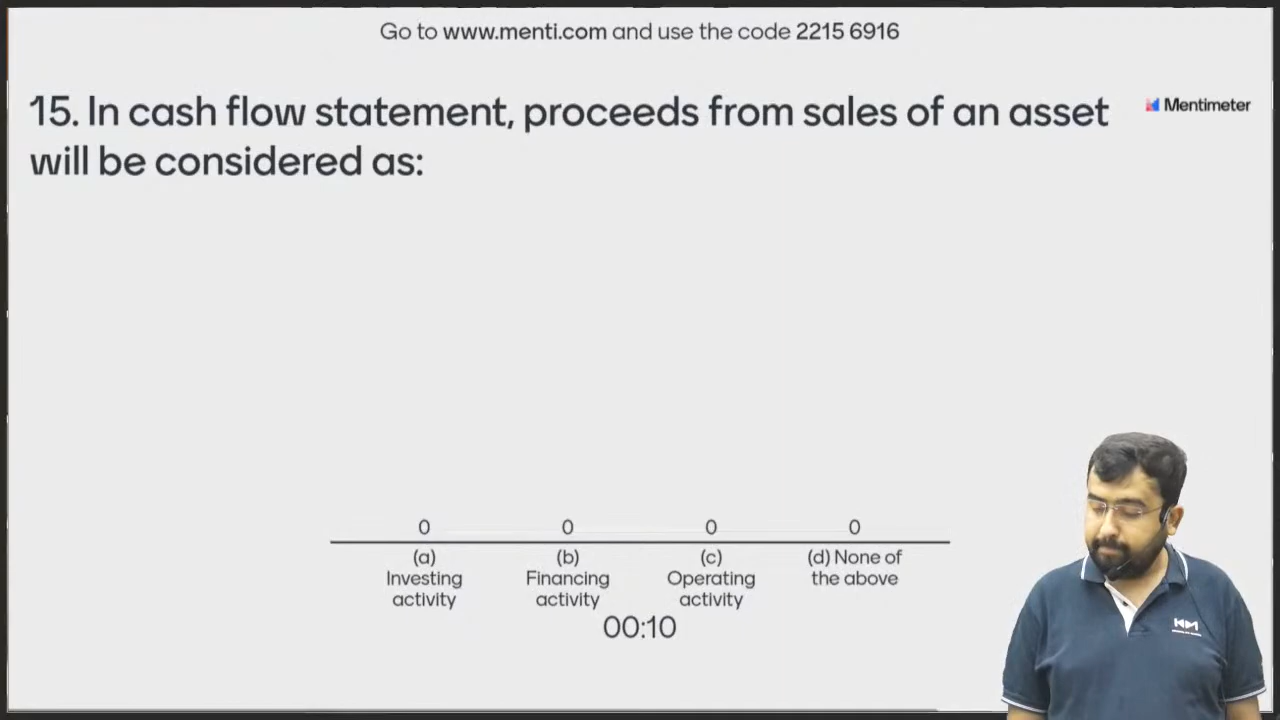 Go to www.menti.com and use the code 2215 6916
15. In cash flow statement, proceeds from sales of an asset
will be considered as:
Mentimeter
0 0 0 0
(a) (b) (c) (d) None of
Investing Financing Operating the above
activity activity activity
00:10